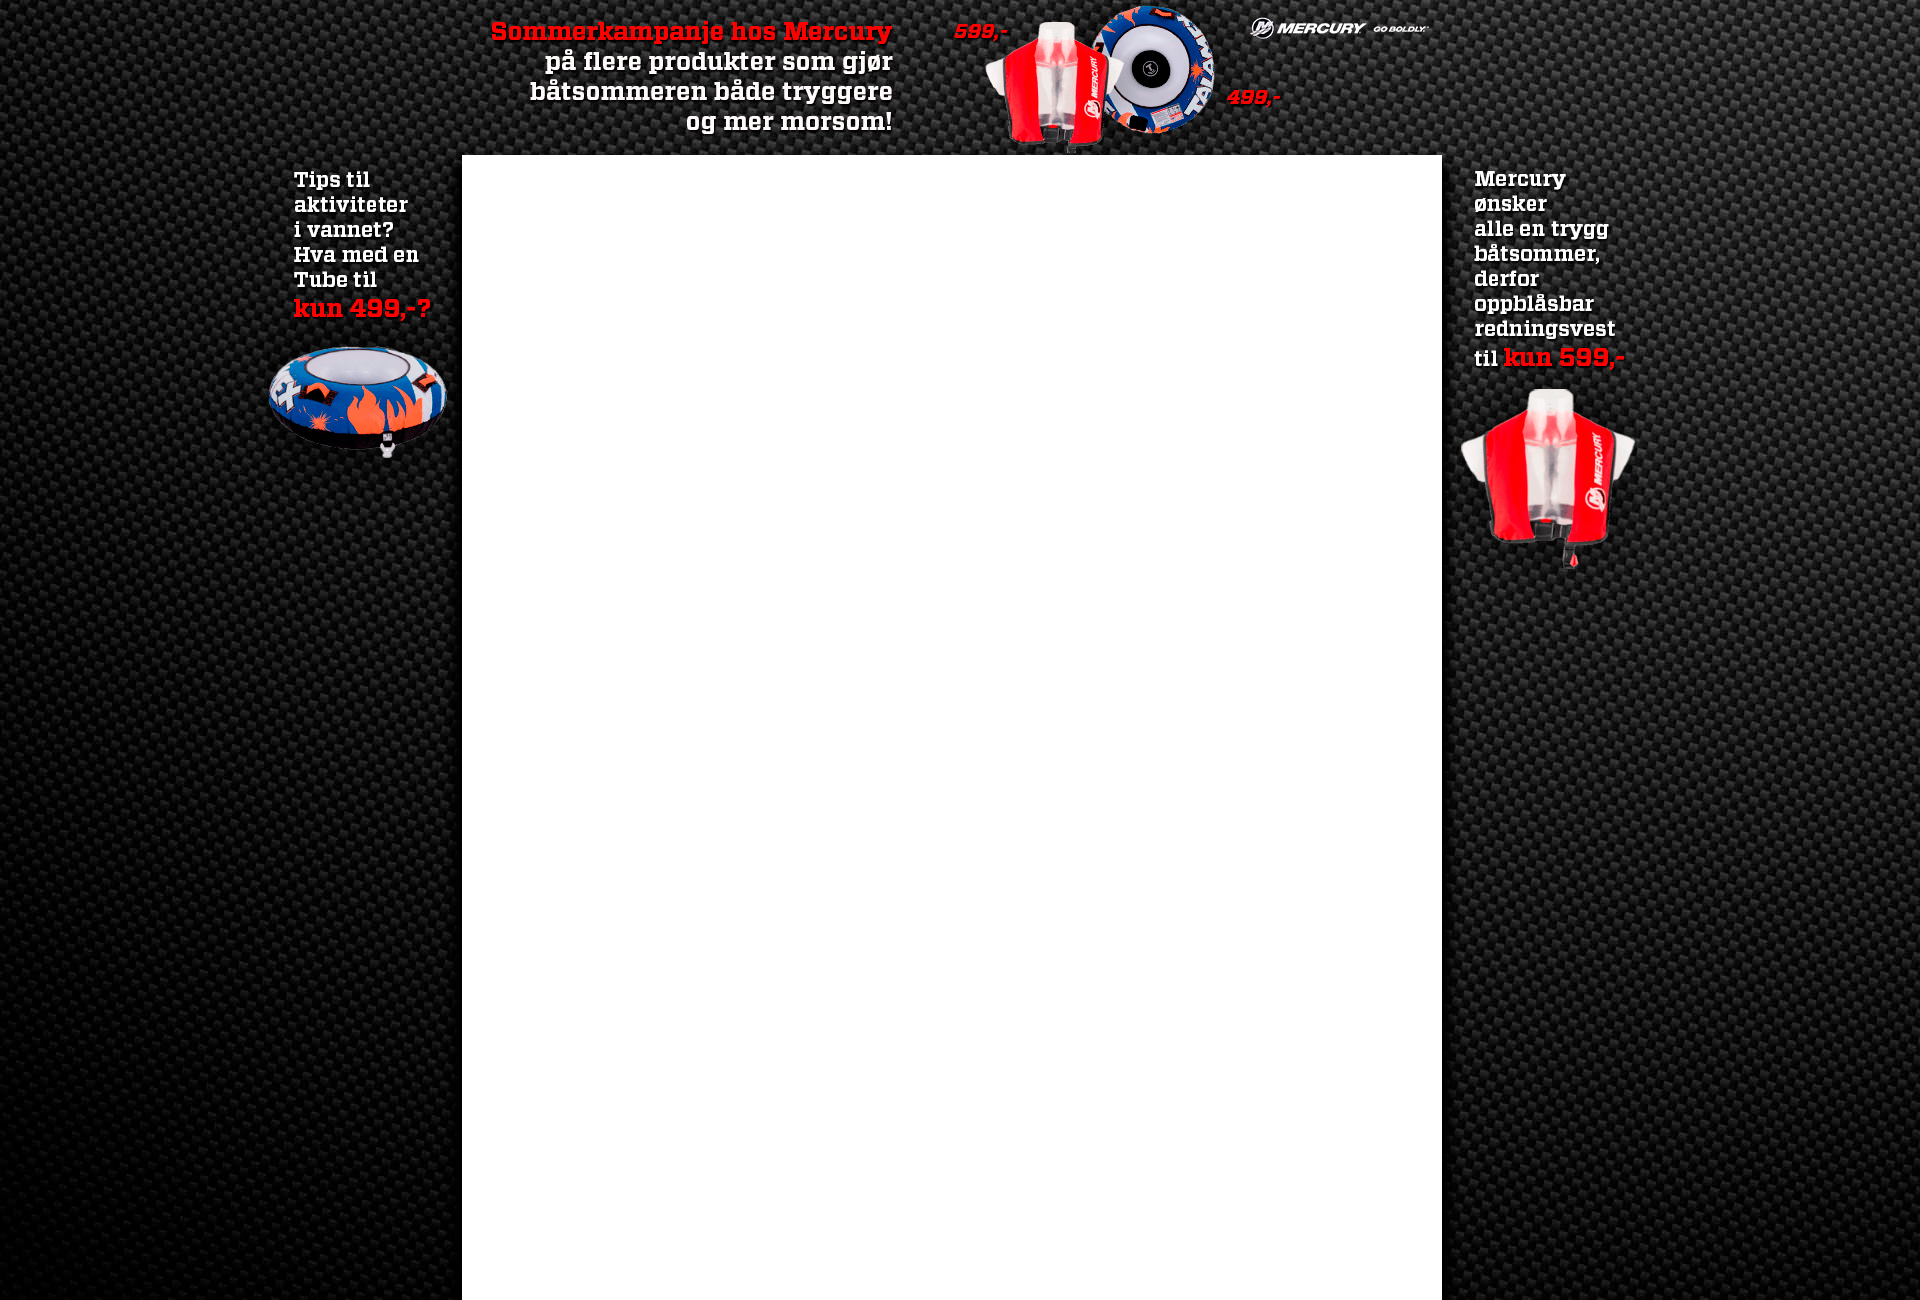 Sommerkampanje hos Mercury
på flere produkter som gjør
båtsommeren både tryggere
og mer morsom!
599,-
MERCURY
499,-
MERCURY GO BOLDLY.
Tips til
aktiviteter
i vannet?
Hva med en
Tube til
kun 499,-?
Mercury
ønsker
alle en trygg
båtsommer,
derfor
oppblåsbar
redningsvest
til kun 599,-
MERCURY